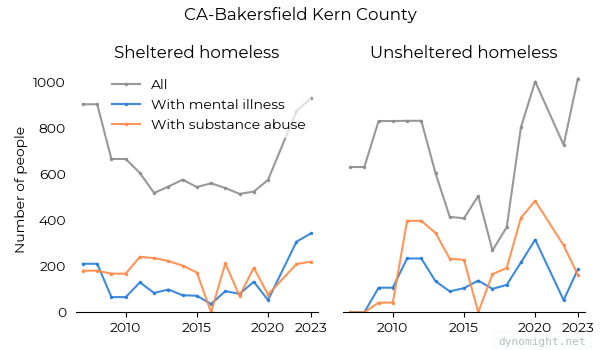 CA-Bakersfield Kern County
Sheltered homeless
Unsheltered homeless
Number of people
1000
800
600
400
200
0
All
With mental illness
With substance abuse
2010
2015
2020
2023
2010
2015
2020
2023
dynomight.net